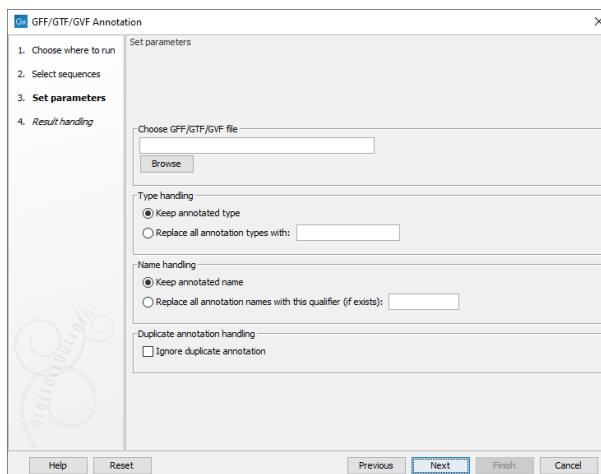 Gx GFF/GTF/GVF Annotation
1. Choose where to run
2. Select sequences
3. Set parameters
4. Result handling
Set parameters
Choose GFF/GTF/GVF file
Browse
Type handling
Keep annotated type
Replace all annotation types with:
Name handling
Keep annotated name
Replace all annotation names with this qualifier (if exists):
Duplicate annotation handling
Ignore duplicate annotation
Help Reset Previous Next Finish Cancel